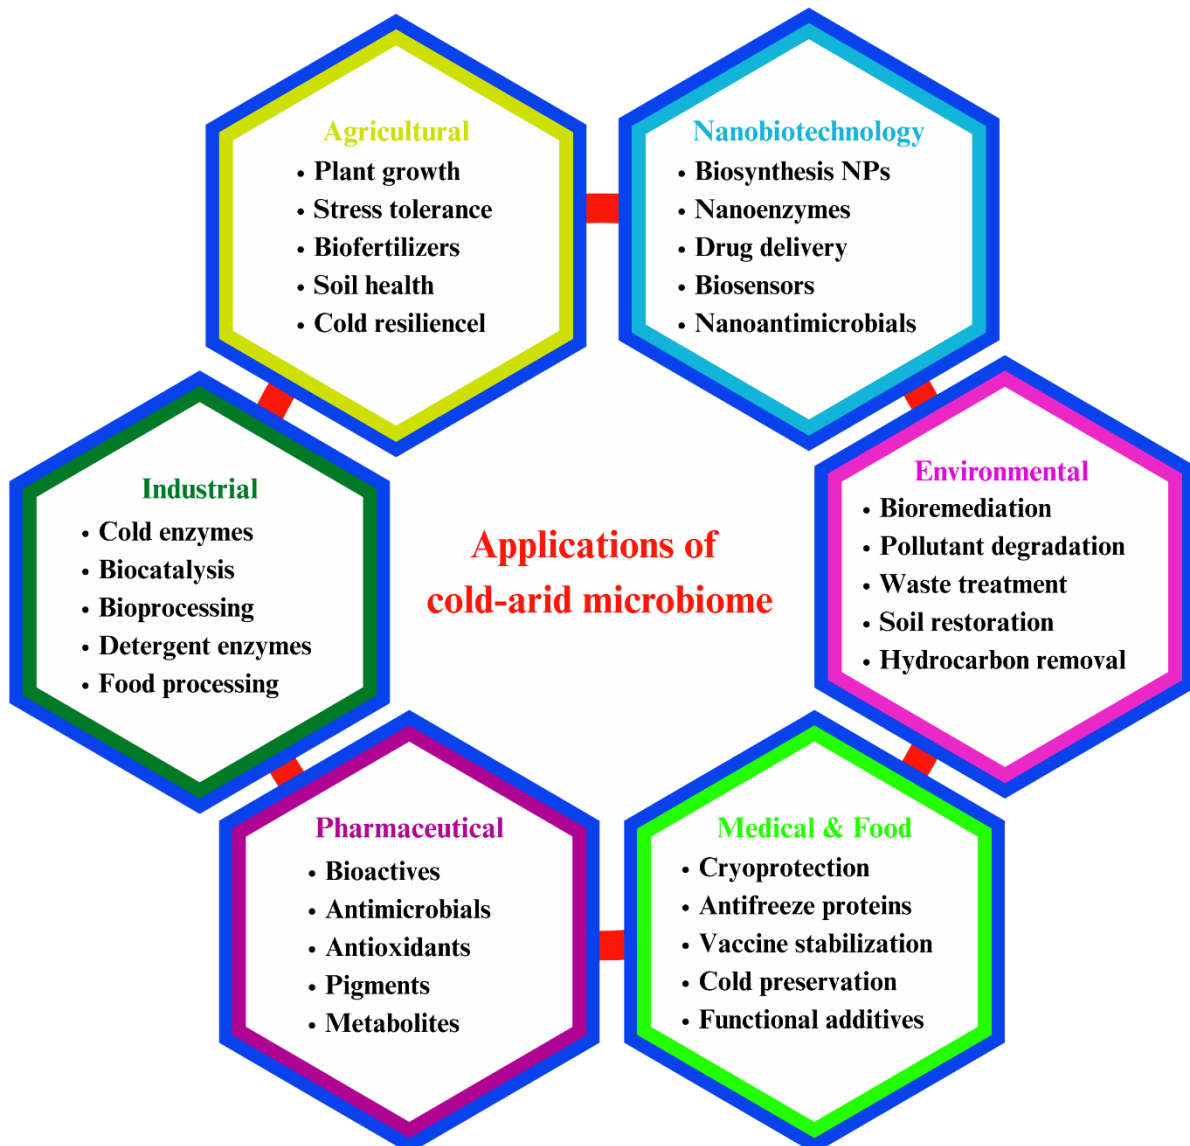 Agricultural
• Plant growth
• Stress tolerance
• Biofertilizers
• Soil health
• Cold resiliencel
Nanobiotechnology
• Biosynthesis NPs
• Nanoenzymes
• Drug delivery
• Biosensors
• Nanoantimicrobials
Industrial
• Cold enzymes
• Biocatalysis
• Bioprocessing
• Detergent enzymes
• Food processing
Applications of
cold-arid microbiome
Environmental
• Bioremediation
• Pollutant degradation
• Waste treatment
• Soil restoration
• Hydrocarbon removal
Pharmaceutical
• Bioactives
• Antimicrobials
• Antioxidants
• Pigments
• Metabolites
Medical & Food
• Cryoprotection
• Antifreeze proteins
• Vaccine stabilization
• Cold preservation
• Functional additives